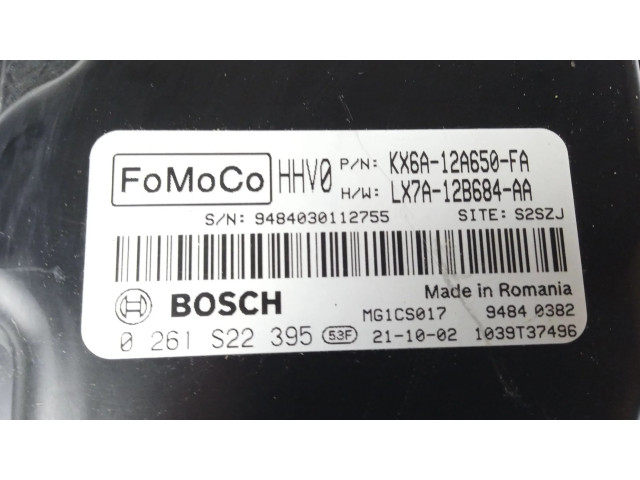 FoMoCo HHV0 P/N: KX6A-12A650-FA
H/W: LX7A-12B684-AA
S/N: 9484030112755 SITE: S2SZJ
BOSCH Made in Romania
MG1CS017 9484 0382
0 261 S22 395 53F 21-10-02 1039T37496